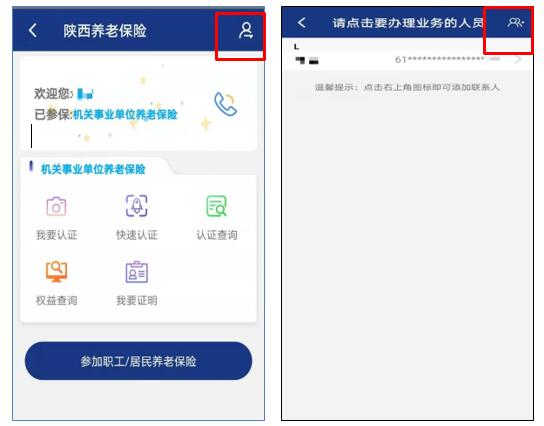 陕西养老保险
欢迎您:
已参保:机关事业单位养老保险
机关事业单位养老保险
我要认证
快速认证
认证查询
权益查询
我要证明
参加职工/居民养老保险
请点击要办理业务的人员
L
61****************
温馨提示：点击右上角图标即可添加联系人